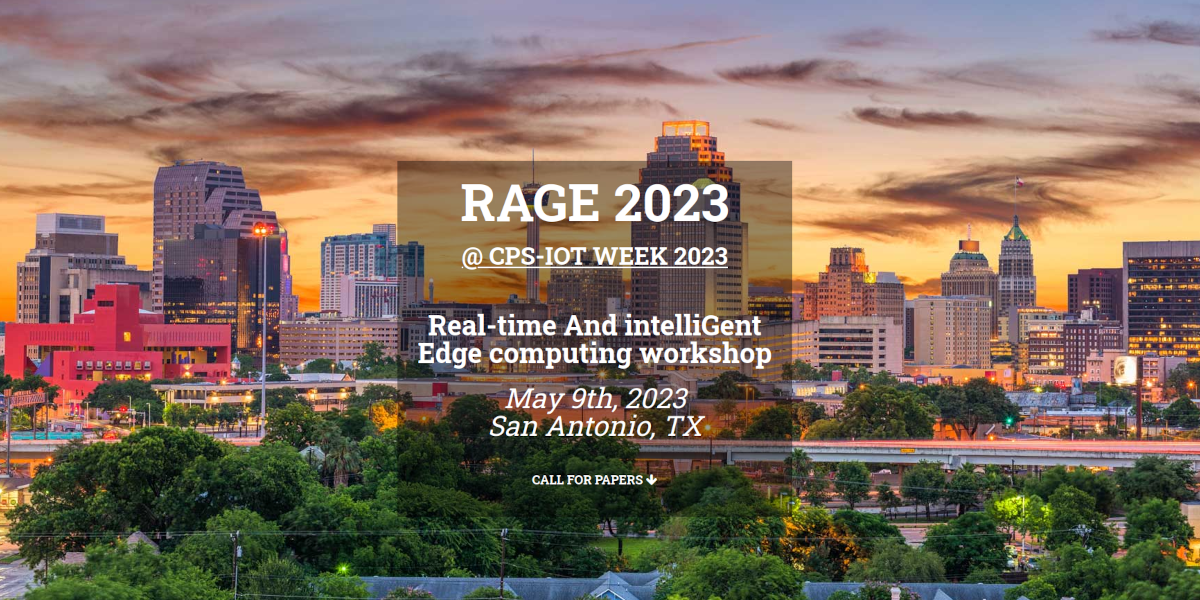 RAGE 2023
@ CPS-IOT WEEK 2023
Real-time And intelliGent
Edge computing workshop
May 9th, 2023
San Antonio, TX
CALL FOR PAPERS